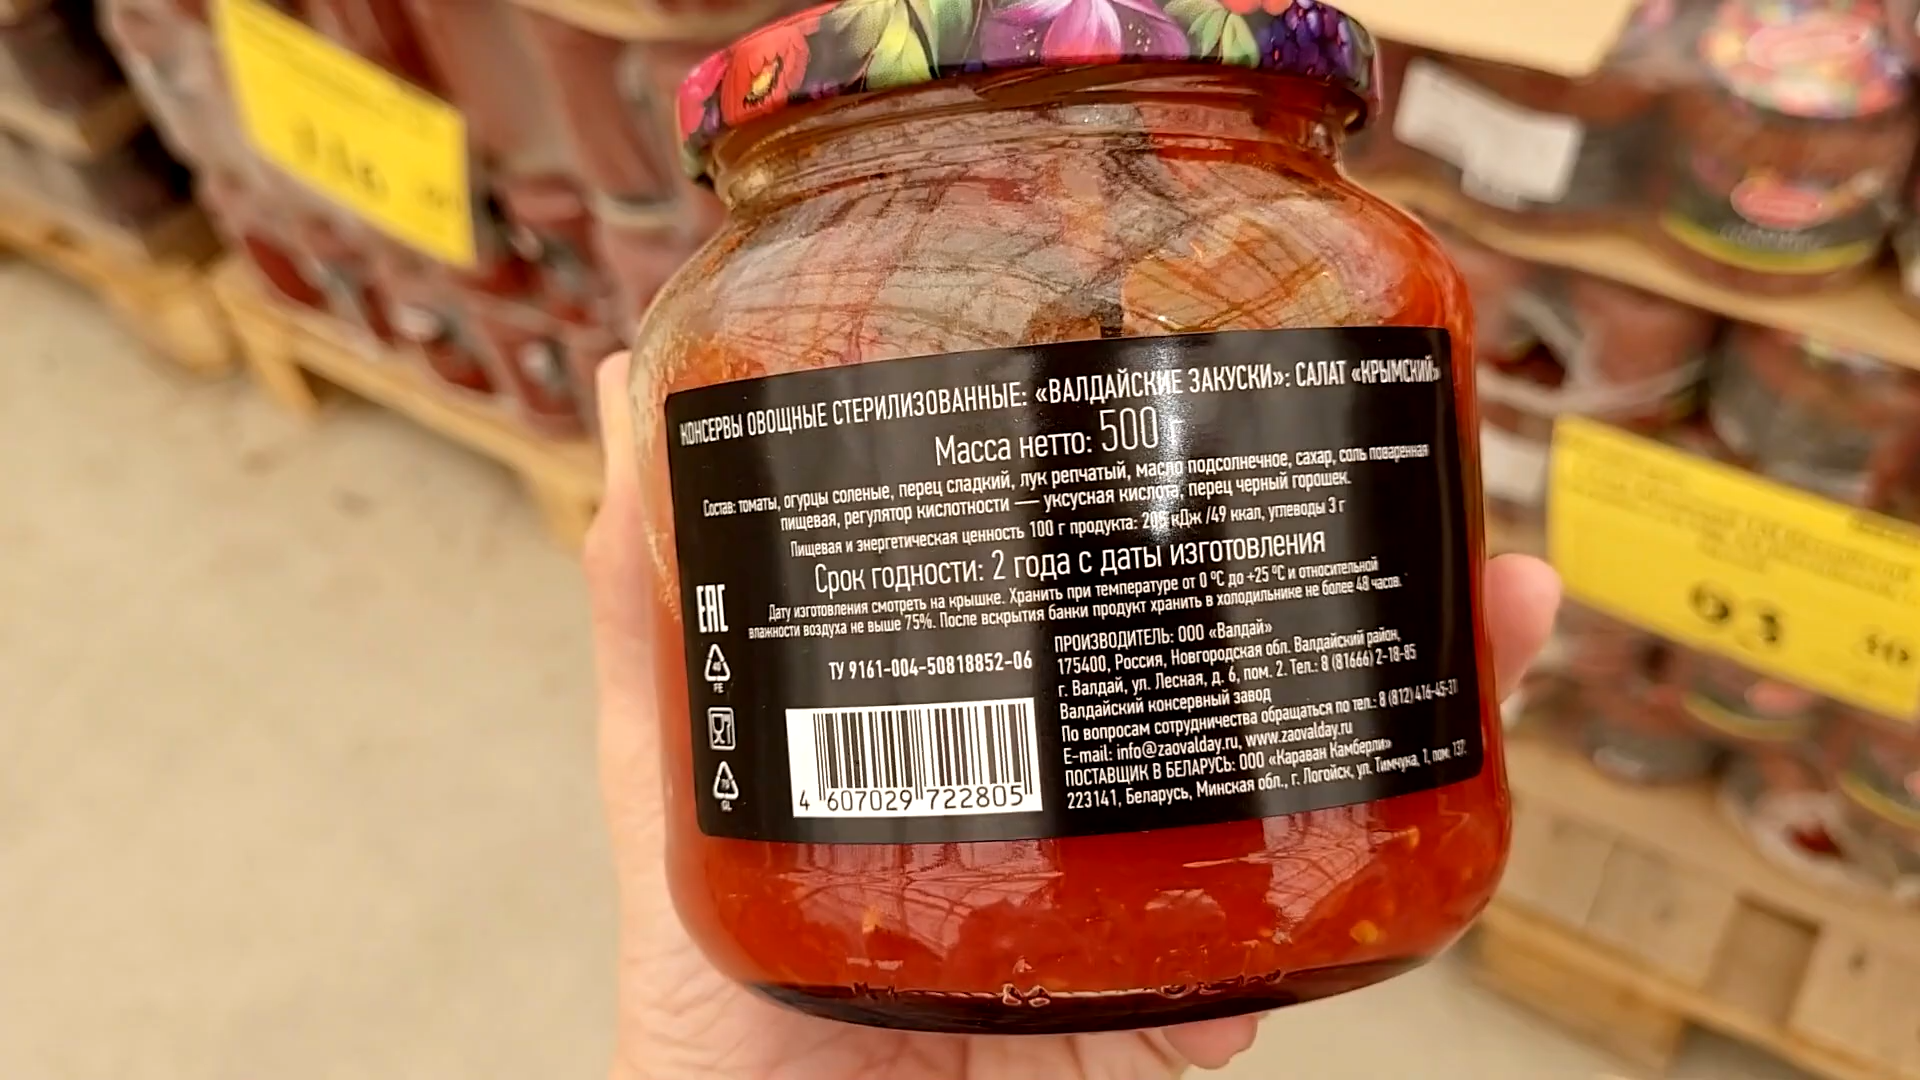 КОНСЕРВЫ ОВОЩНЫЕ СТЕРИЛИЗОВАННЫЕ: «ВАЛДАЙСКИЕ ЗАКУСКИ»: САЛАТ «КРЫМСКИЙ»
Масса нетто: 500 г
Состав: томаты, огурцы соленые, перец сладкий, лук репчатый, масло подсолнечное, сахар, соль поваренная
пищевая, регулятор кислотности — уксусная кислота, перец черный горошек.
Пищевая и энергетическая ценность 100 г продукта: кДж /49 ккал, углеводы 3 г
Срок годности: 2 года с даты изготовления
Дату изготовления смотреть на крышке. Хранить при температуре от 0 °С до +25 °С и относительной
влажности воздуха не выше 75%. После вскрытия банки продукт хранить в холодильнике не более 48 часов.
ЕАС
40
FE
70
GL
ТУ 9161-004-50818852-06
4 607029 722805
ПРОИЗВОДИТЕЛЬ: ООО «Валдай»
175400, Россия, Новгородская обл. Валдайский район,
г. Валдай, ул. Лесная, д. 6, пом. 2. Тел.: 8 (81666) 2-18-85
Валдайский консервный завод
По вопросам сотрудничества обращаться по тел.: 8 (812) 416-45-31
E-mail: info@zaovalday.ru, www.zaovalday.ru
ПОСТАВЩИК В БЕЛАРУСЬ: ООО «Караван Камберли»
223141, Беларусь, Минская обл., г. Логойск, ул. Тимчука, 1, пом. 137.
93